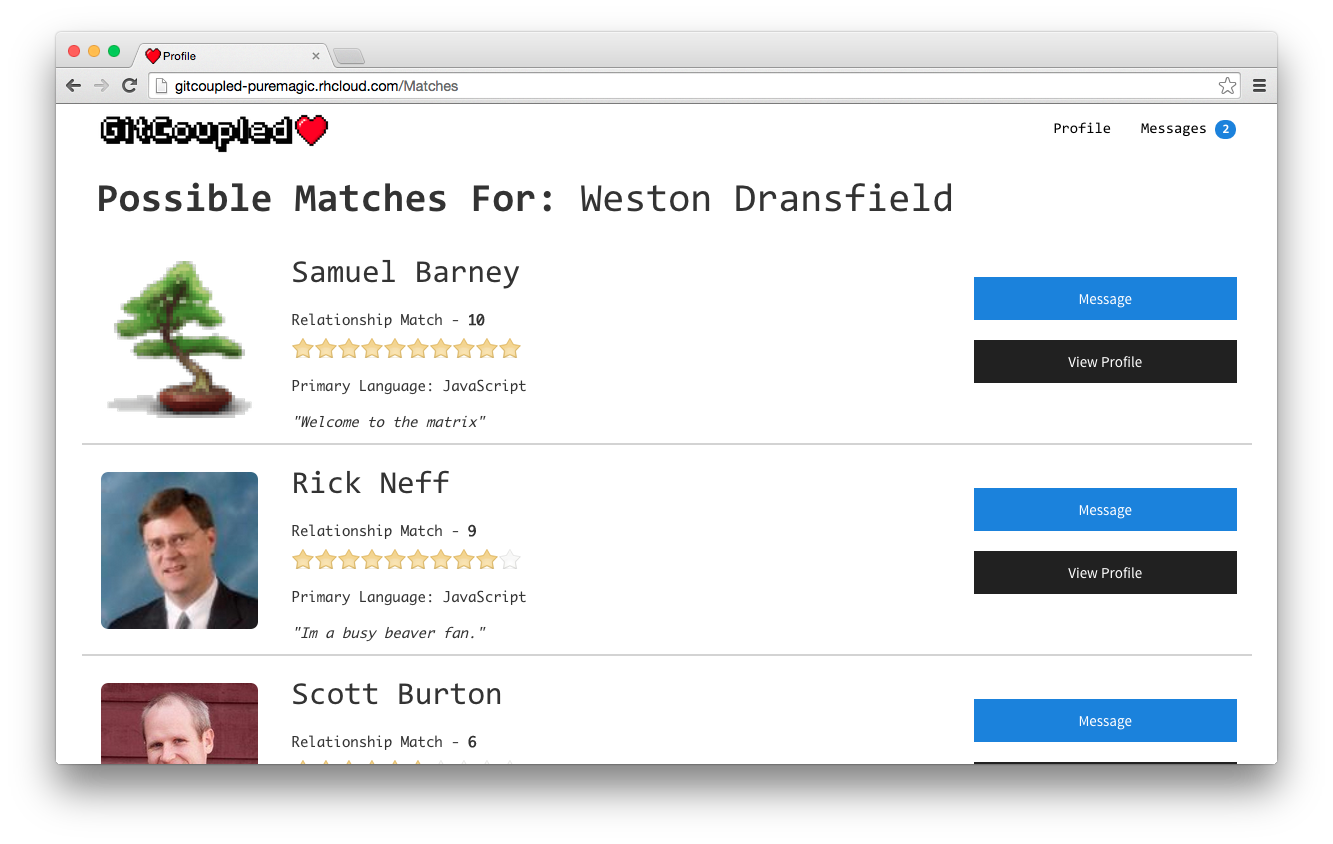 Profile
gitcoupled-puremagic.rhcloud.com/Matches
GitCoupled
Profile Messages 2
Possible Matches For: Weston Dransfield
Samuel Barney
Relationship Match - 10
Message
View Profile
Primary Language: JavaScript
"Welcome to the matrix"
Rick Neff
Relationship Match - 9
Message
View Profile
Primary Language: JavaScript
"Im a busy beaver fan."
Scott Burton
Relationship Match - 6
Message